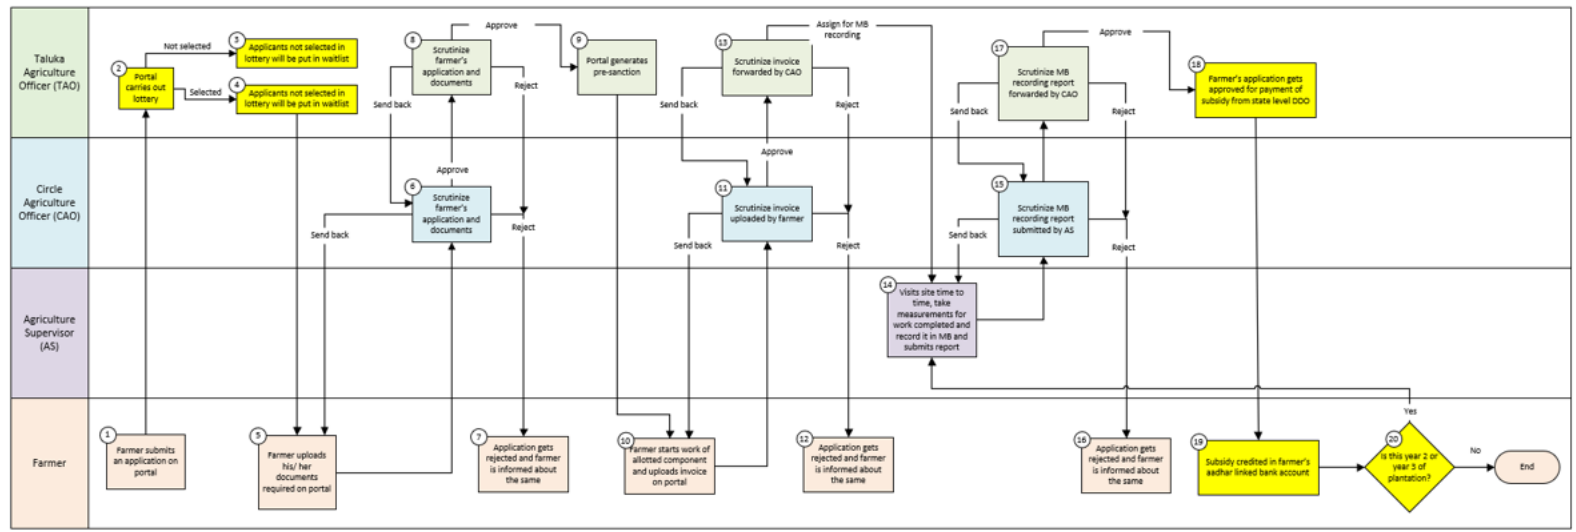 Taluka
Agriculture
Officer (TAO)
2
Portal
carries out
lottery
Not selected
Selected
3
Applicants not selected in
lottery will be put in waitlist
4
Applicants not selected in
lottery will be put in waitlist
8
Scrutinize
farmer's
application and
documents
Approve
Send back
Reject
9
Portal generates
pre-sanction
13
Scrutinize invoice
forwarded by CAO
Assign for MB
recording
Send back
Reject
17
Scrutinize MB
recording report
forwarded by CAO
Approve
Send back
Reject
18
Farmer's application gets
approved for payment of
subsidy from state level DDO
Circle
Agriculture
Officer (CAO)
Approve
6
Scrutinize
farmer's
application and
documents
Send back
Reject
Approve
11
Scrutinize invoice
uploaded by farmer
Send back
Reject
15
Scrutinize MB
recording report
submitted by AS
Send back
Reject
Agriculture
Supervisor
(AS)
14
Visits site time to
time, take
measurements for
work completed and
record it in MB and
submits report
Farmer
1
Farmer submits
an application on
portal
5
Farmer uploads
his/ her
documents
required on portal
7
Application gets
rejected and farmer
is informed about
the same
10
Farmer starts work of
allotted component
and uploads invoice
on portal
12
Application gets
rejected and farmer
is informed about
the same
16
Application gets
rejected and farmer
is informed about
the same
19
Subsidy credited in farmer's
aadhar linked bank account
20
Is this year 2 or
year 3 of
plantation?
Yes
No
End